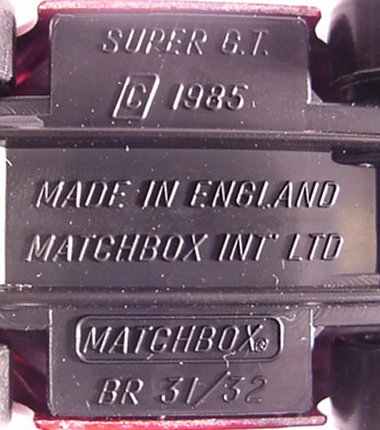 SUPER G.T.
C 1985
MADE IN ENGLAND
MATCHBOX INT' LTD
MATCHBOX®
BR 31/32